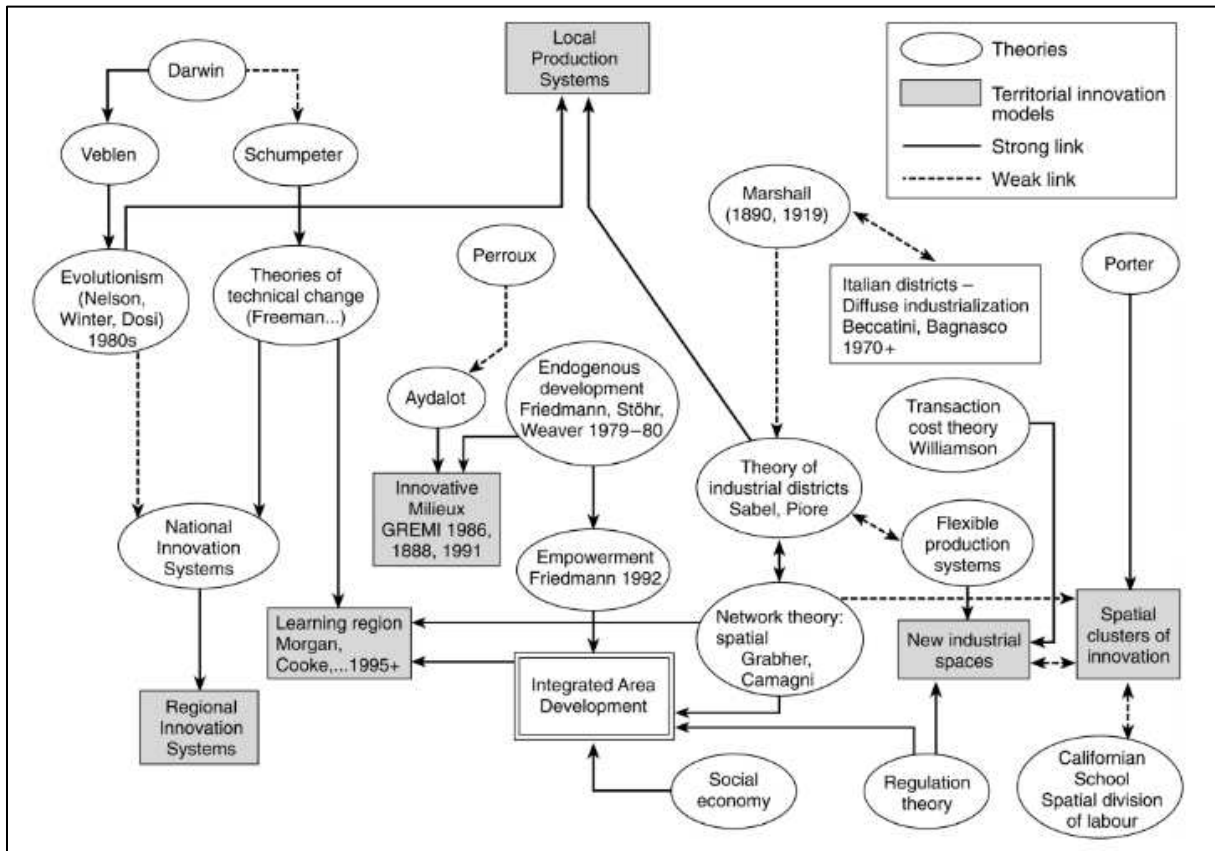 Local
Production
Systems
Theories
Territorial innovation
models
Strong link
Weak link
Darwin
Veblen
Schumpeter
Marshall
(1890, 1919)
Perroux
Porter
Evolutionism
(Nelson,
Winter, Dosi)
1980s
Theories of
technical change
(Freeman...)
Italian districts –
Diffuse industrialization
Beccatini, Bagnasco
1970+
Aydalot
Endogenous
development
Friedmann, Stöhr,
Weaver 1979–80
Transaction
cost theory
Williamson
Theory of
industrial districts
Sabel, Piore
Innovative
Milieux
GREMI 1986,
1888, 1991
National
Innovation
Systems
Empowerment
Friedmann 1992
Flexible
production
systems
Learning region
Morgan,
Cooke,...1995+
Network theory:
spatial
Grabher,
Camagni
New industrial
spaces
Spatial
clusters of
innovation
Integrated Area
Development
Regional
Innovation
Systems
Social
economy
Regulation
theory
Californian
School
Spatial division
of labour